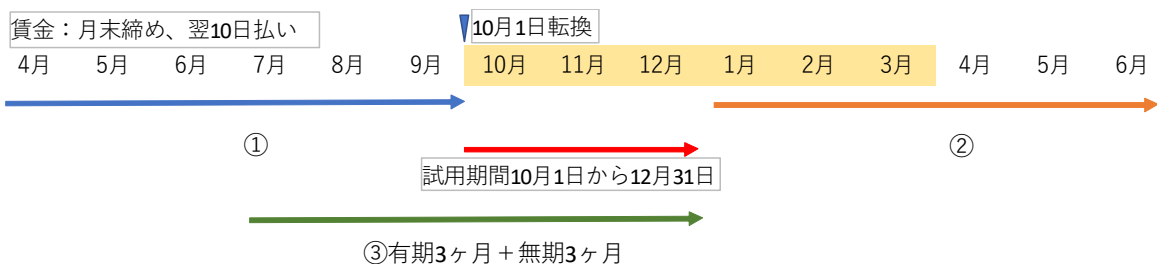 賃金：月末締め、翌10日払い
10月1日転換
4月 5月 6月 7月 8月 9月 10月 11月 12月 1月 2月 3月 4月 5月 6月
① ②
試用期間10月1日から12月31日
③有期3ヶ月＋無期3ヶ月